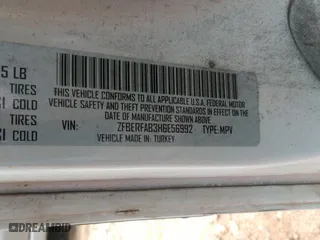 5 LB
TIRES
COLD
TIRES
I COLD
THIS VEHICLE CONFORMS TO ALL APPLICABLE U.S.A. FEDERAL MOTOR
VEHICLE SAFETY AND THEFT PREVENTION STANDARDS IN
EFFECT ON THE DATE OF MANUFACTURE
SHOWN ABOVE.
VIN: ZFBERFAB3H6E56992 TYPE: MPV
VEHICLE MADE IN: TURKEY